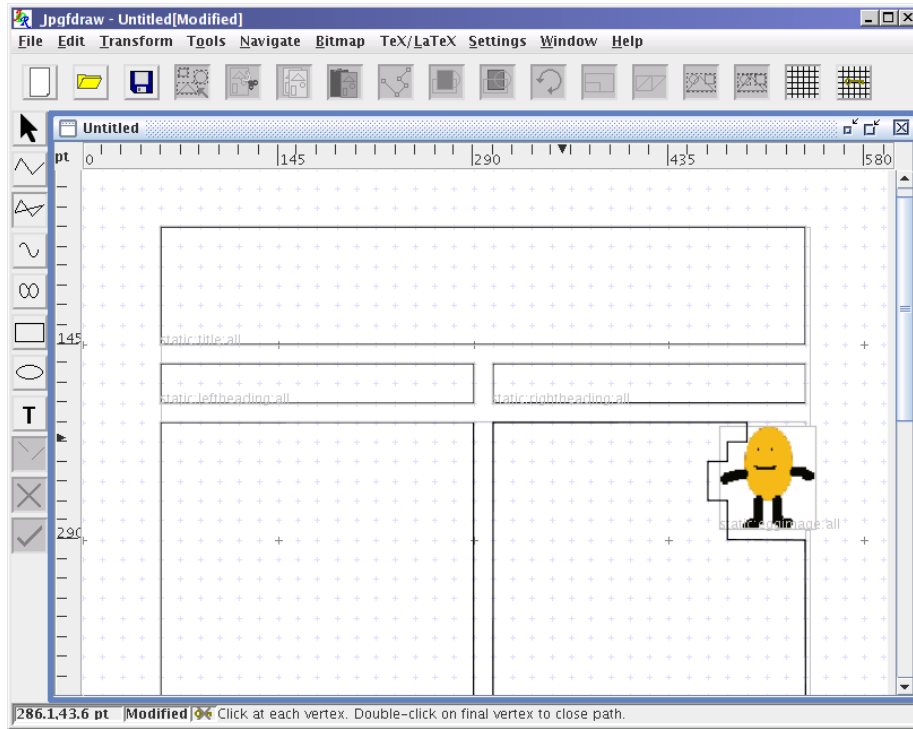 Jpgfdraw - Untitled[Modified]
File Edit Transform Tools Navigate Bitmap TeX/LaTeX Settings Window Help
Untitled
pt 0 145 290 435 580
static:title:all
145
static:leftheading:all static:rightheading:all
T
static:eggimage:all
290
286.1,43.6 pt Modified Click at each vertex. Double-click on final vertex to close path.